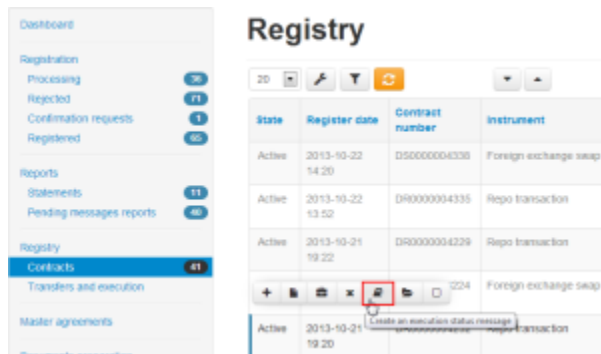 Dashboard
Registration
Processing 36
Rejected 71
Confirmation requests 1
Registered 65
Reports
Statements 11
Pending messages reports 40
Registry
Contracts 41
Transfers and execution
Master agreements
Registry
20
State Register date Contract number Instrument
Active 2013-10-22 14:20 DS0000004338 Foreign exchange swap
Active 2013-10-22 13:52 DR0000004335 Repo transaction
Active 2013-10-21 19:22 DR0000004229 Repo transaction
Foreign exchange swap
Create an execution status message
Active 2013-10-21 19:20 transaction